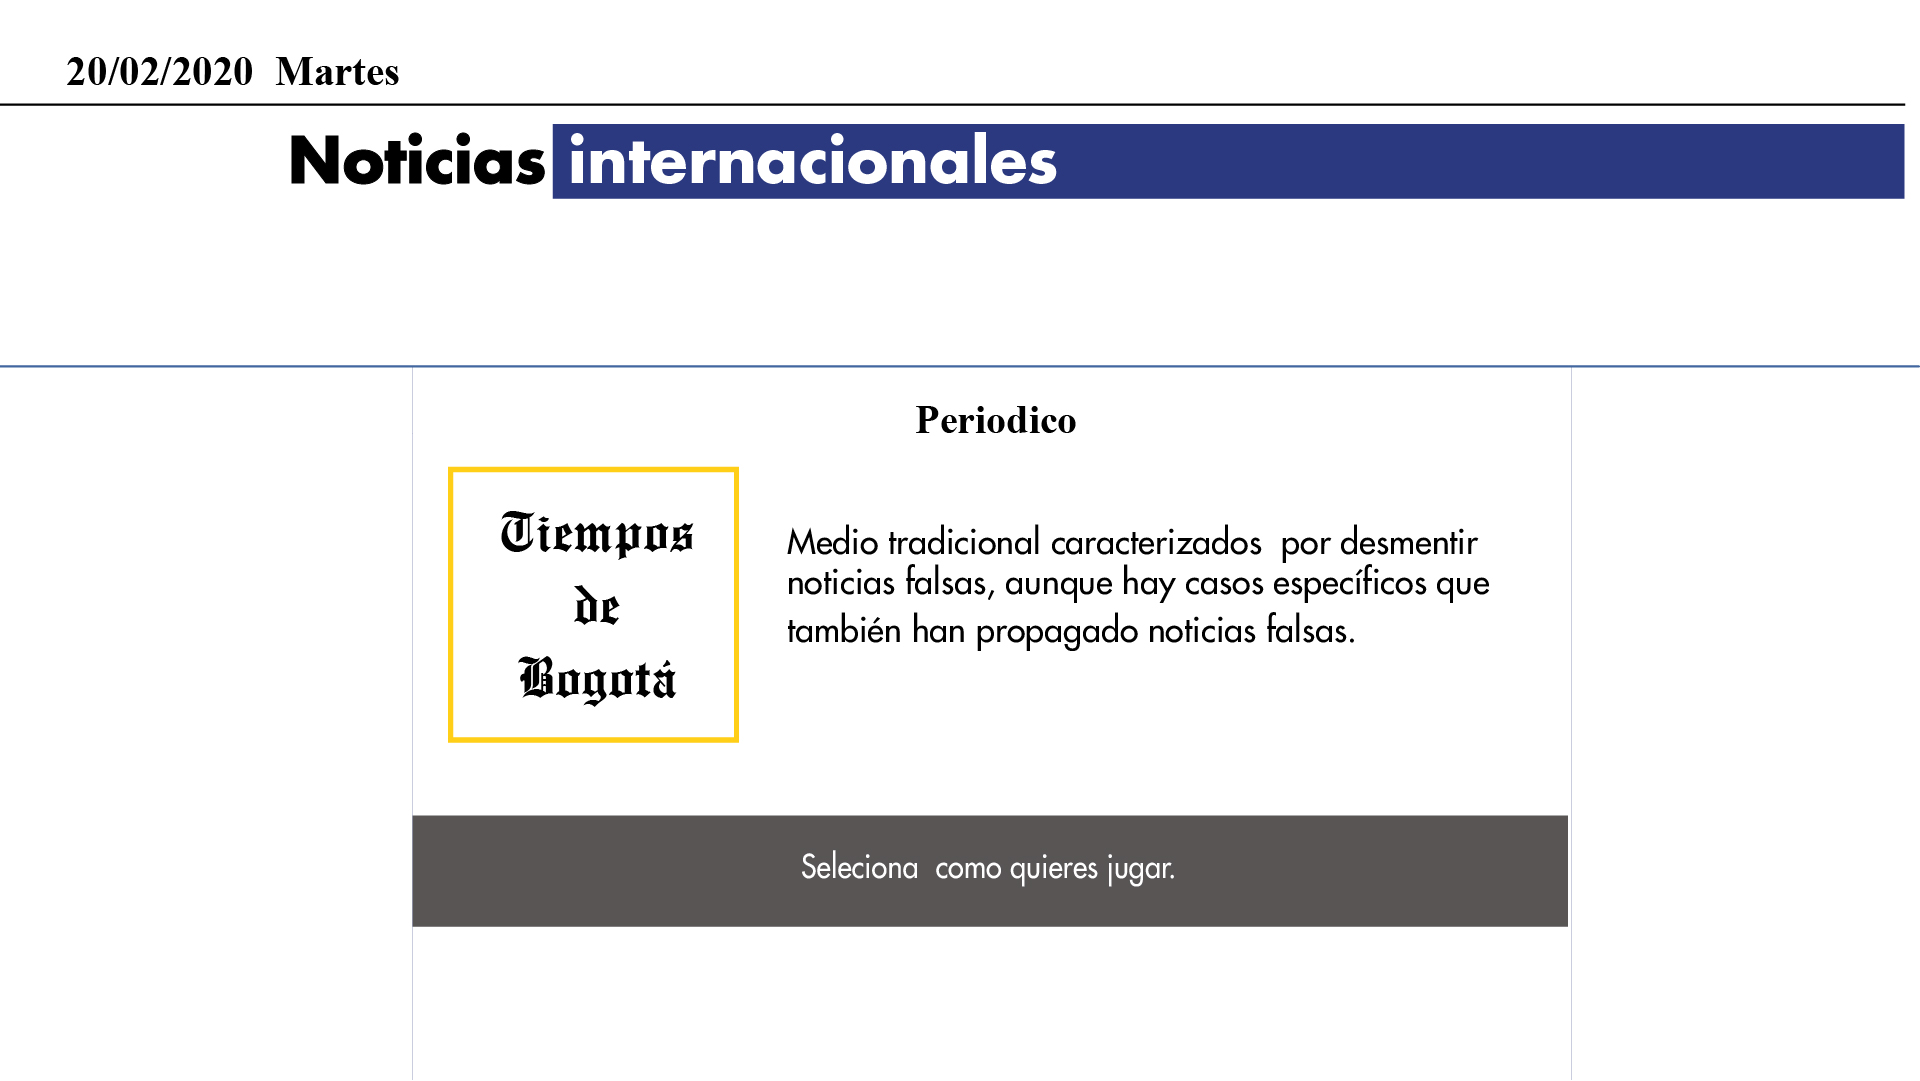 20/02/2020 Martes
Noticias internacionales
Periodico
Tiempos
de
Bogotá
Medio tradicional caracterizados por desmentir
noticias falsas, aunque hay casos específicos que
también han propagado noticias falsas.
Seleciona como quieres jugar.